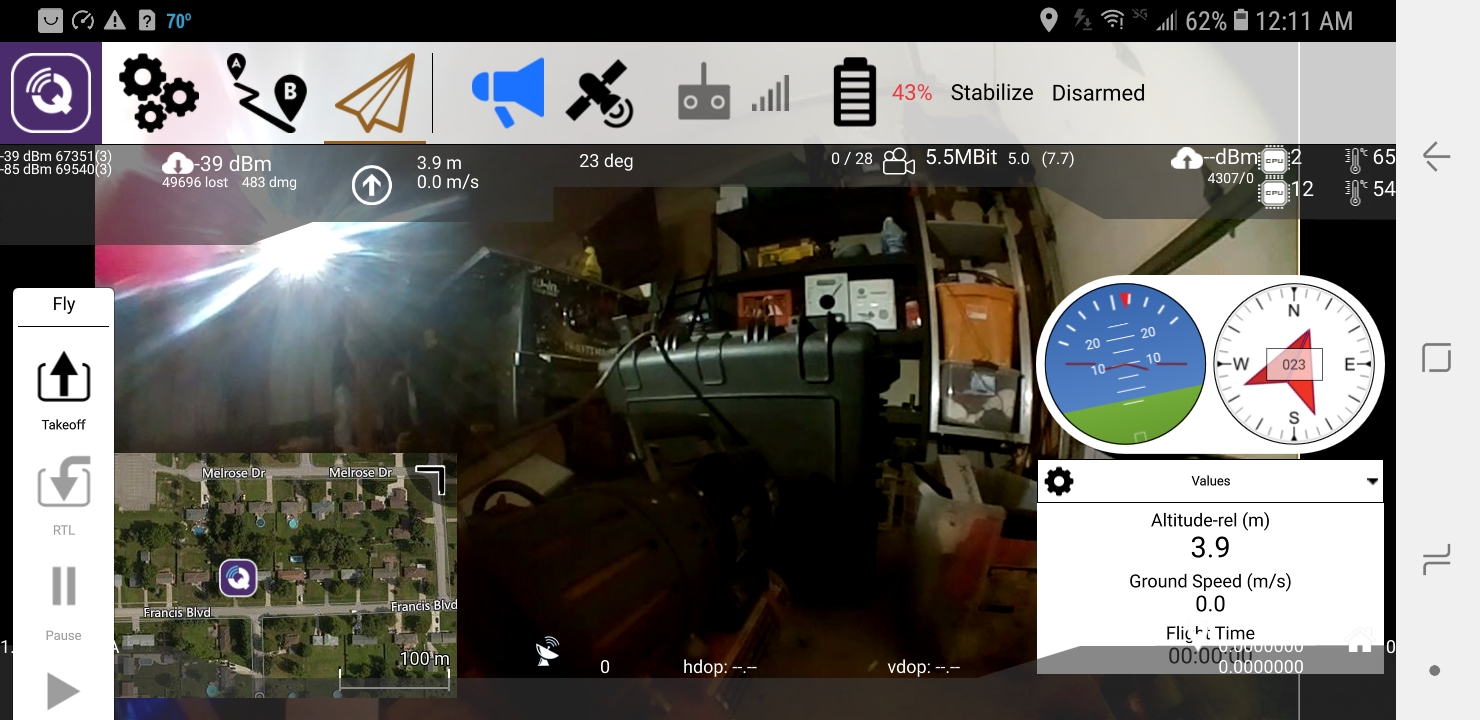 70°
5G
62%
12:11 AM
A
B
43%
Stabilize
Disarmed
-39 dBm 67351(3)
-85 dBm 69540(3)
-39 dBm
49696 lost 483 dmg
3.9 m
0.0 m/s
23 deg
0 / 28
5.5MBit 5.0 (7.7)
--dBm
4307/0
CPU 2
CPU 12
°C 65
°C 54
Fly
Takeoff
RTL
Pause
Melrose Dr
Melrose Dr
Francis Blvd
Francis Blvd
100 m
20
20
10
10
N
W
023
E
S
Values
Altitude-rel (m)
3.9
Ground Speed (m/s)
0.0
Flight Time
00:00:00
0.0000000
0.0000000
0
hdop: --.--
vdop: --.--
1.
A
0